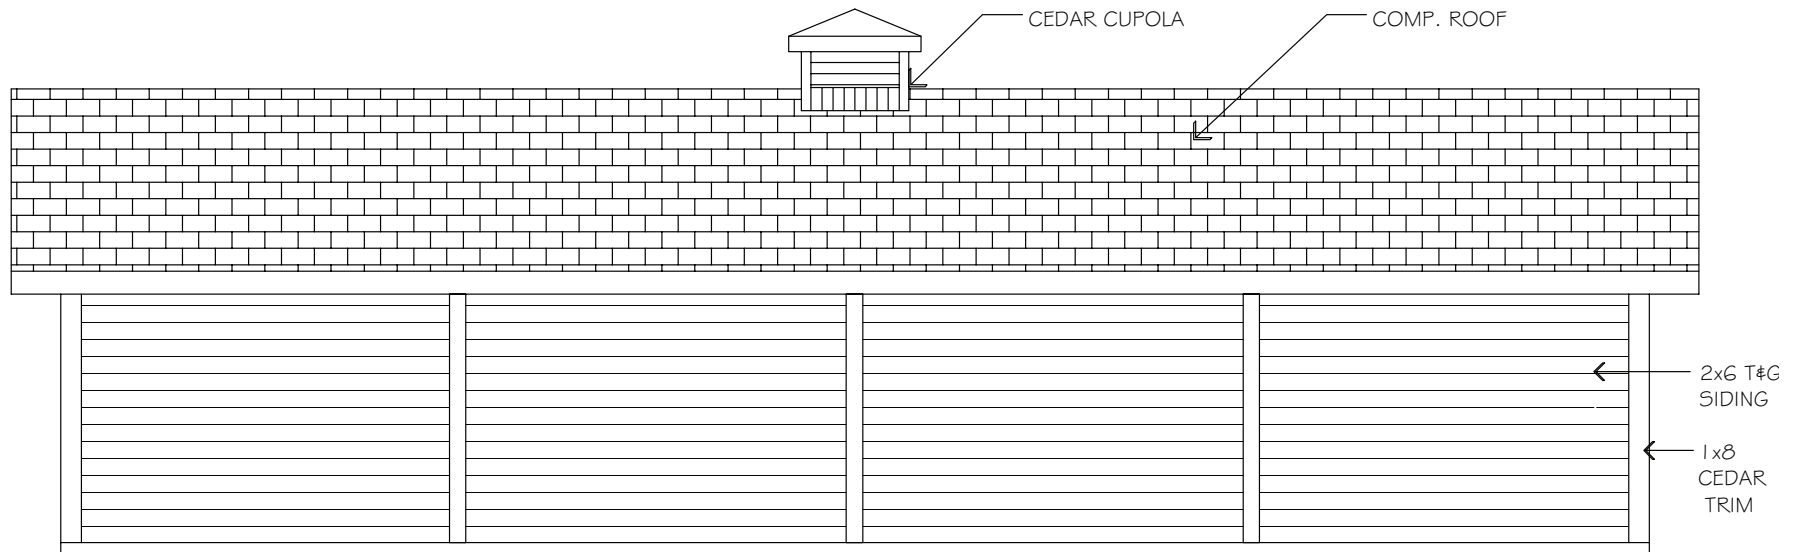 CEDAR CUPOLA
COMP. ROOF
2x6 T&G
SIDING
1x8
CEDAR
TRIM